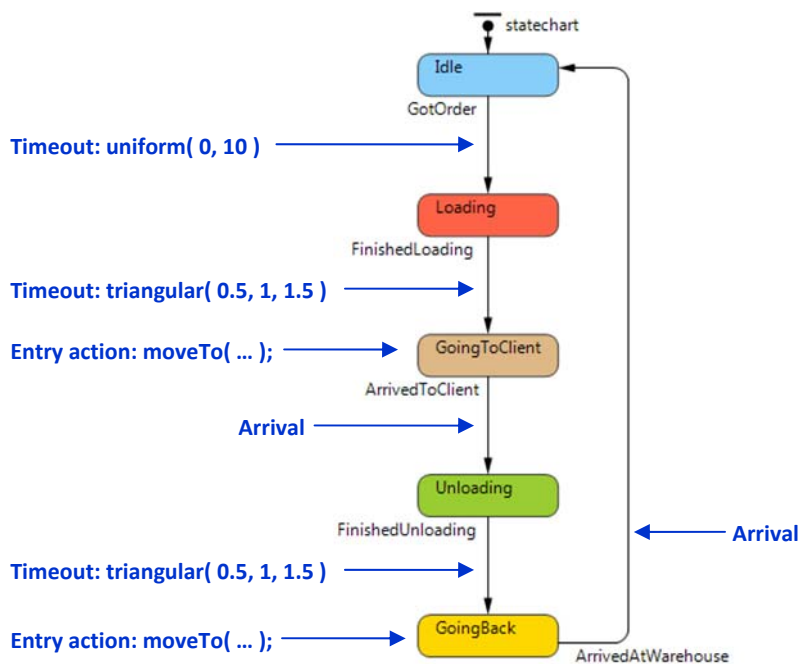 statechart
Idle
GotOrder
Timeout: uniform( 0, 10 )
Loading
FinishedLoading
Timeout: triangular( 0.5, 1, 1.5 )
Entry action: moveTo( … );
GoingToClient
ArrivedToClient
Arrival
Unloading
FinishedUnloading
Arrival
Timeout: triangular( 0.5, 1, 1.5 )
Entry action: moveTo( … );
GoingBack
ArrivedAtWarehouse